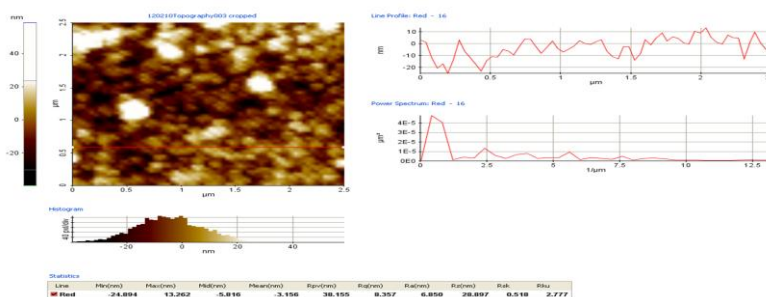 nm
120210Topography003 cropped
40
20
0
-20
µm
2.5
2
1.5
1
0.5
0
0 0.5 1 1.5 2 2.5
µm
Line Profile: Red - 16
nm
10
0
-10
-20
0 0.5 1 1.5 2
µm
Power Spectrum: Red - 16
µm²
4E-5
3E-5
2E-5
1E-5
0E0
0 2.5 5 7.5 10 12.5
1/µm
Histogram
-20 0 20 40
nm
Statistics
Line Min(nm) Max(nm) Mid(nm) Mean(nm) Rpv(nm) Rq(nm) Ra(nm) Rz(nm) Rsk Rku
Red -24.894 13.262 -5.816 -3.156 38.155 8.357 6.850 28.897 0.518 2.777